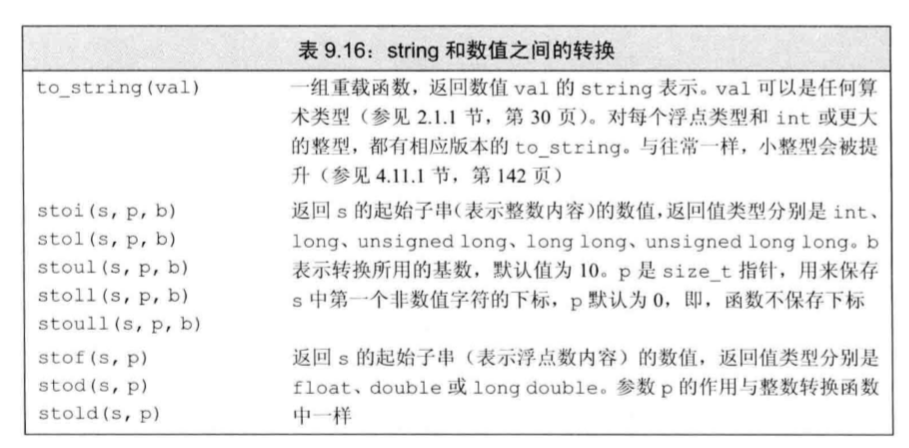 表 9.16：string 和数值之间的转换
to_string(val) 一组重载函数，返回数值 val 的 string 表示。val 可以是任何算
术类型（参见 2.1.1 节，第 30 页）。对每个浮点类型和 int 或更大
的整型，都有相应版本的 to_string。与往常一样，小整型会被提
升（参见 4.11.1 节，第 142 页）
stoi(s, p, b) 返回 s 的起始子串（表示整数内容）的数值，返回值类型分别是 int、
stol(s, p, b) long、unsigned long、long long、unsigned long long。b
stoul(s, p, b) 表示转换所用的基数，默认值为 10。p 是 size_t 指针，用来保存
stoll(s, p, b) s 中第一个非数值字符的下标，p 默认为 0，即，函数不保存下标
stoull(s, p, b)
stof(s, p) 返回 s 的起始子串（表示浮点数内容）的数值，返回值类型分别是
stod(s, p) float、double 或 long double。参数 p 的作用与整数转换函数
stold(s, p) 中一样